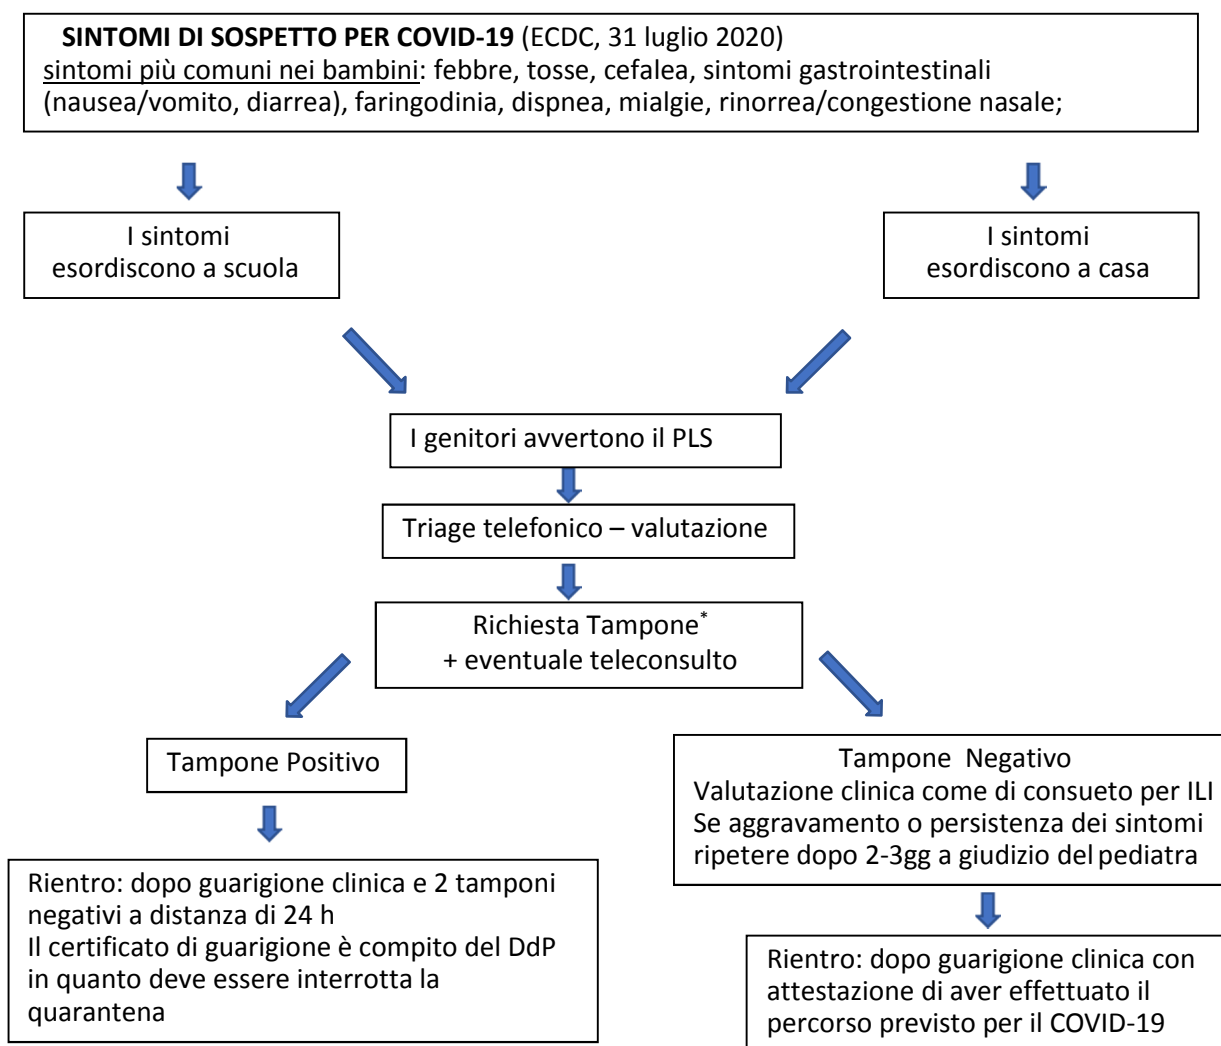 SINTOMI DI SOSPETTO PER COVID-19 (ECDC, 31 luglio 2020)
sintomi più comuni nei bambini: febbre, tosse, cefalea, sintomi gastrointestinali
(nausea/vomito, diarrea), faringodinia, dispnea, mialgie, rinorrea/congestione nasale;
I sintomi
esordiscono a scuola
I sintomi
esordiscono a casa
I genitori avvertono il PLS
Triage telefonico – valutazione
Richiesta Tampone*
+ eventuale teleconsulto
Tampone Positivo
Rientro: dopo guarigione clinica e 2 tamponi
negativi a distanza di 24 h
Il certificato di guarigione è compito del DdP
in quanto deve essere interrotta la
quarantena
Tampone Negativo
Valutazione clinica come di consueto per ILI
Se aggravamento o persistenza dei sintomi
ripetere dopo 2-3gg a giudizio del pediatra
Rientro: dopo guarigione clinica con
attestazione di aver effettuato il
percorso previsto per il COVID-19